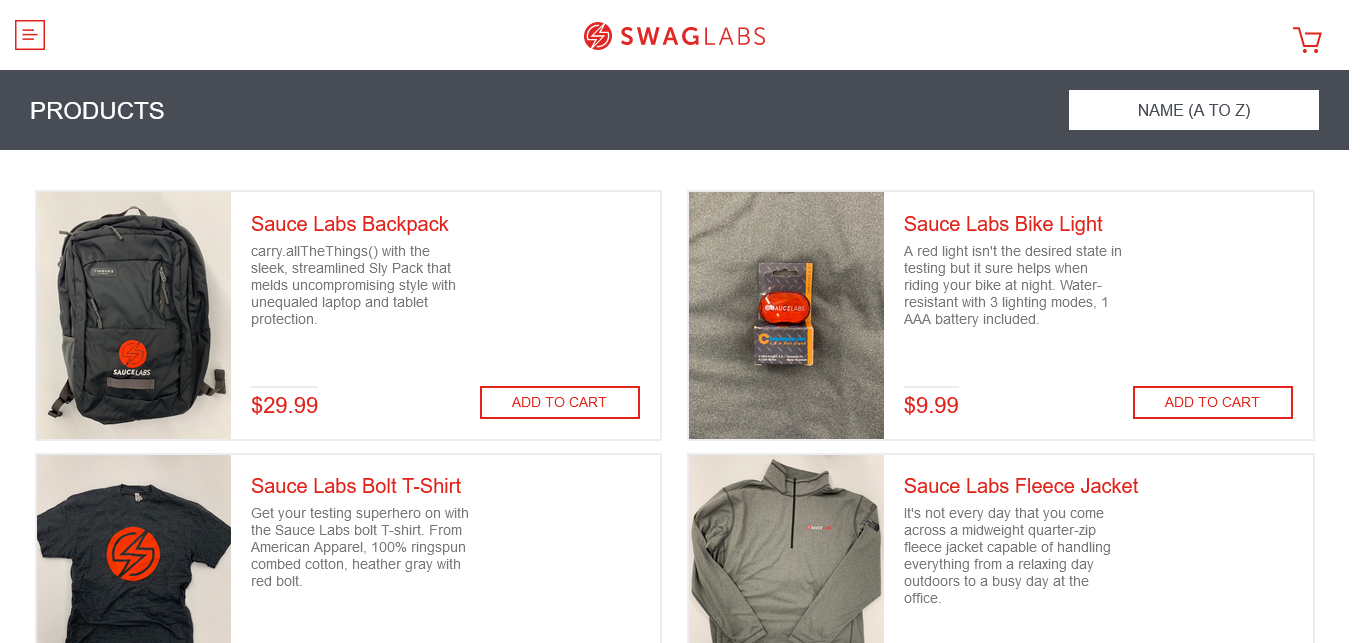 SWAGLABS
PRODUCTS
NAME (A TO Z)
Sauce Labs Backpack
carry.allTheThings() with the
sleek, streamlined Sly Pack that
melds uncompromising style with
unequaled laptop and tablet
protection.
$29.99
ADD TO CART
SAUCELABS
Sauce Labs Bike Light
A red light isn't the desired state in
testing but it sure helps when
riding your bike at night. Water-
resistant with 3 lighting modes, 1
AAA battery included.
$9.99
ADD TO CART
SAUCELABS
Sauce Labs Bolt T-Shirt
Get your testing superhero on with
the Sauce Labs bolt T-shirt. From
American Apparel, 100% ringspun
combed cotton, heather gray with
red bolt.
Sauce Labs Fleece Jacket
It's not every day that you come
across a midweight quarter-zip
fleece jacket capable of handling
everything from a relaxing day
outdoors to a busy day at the
office.